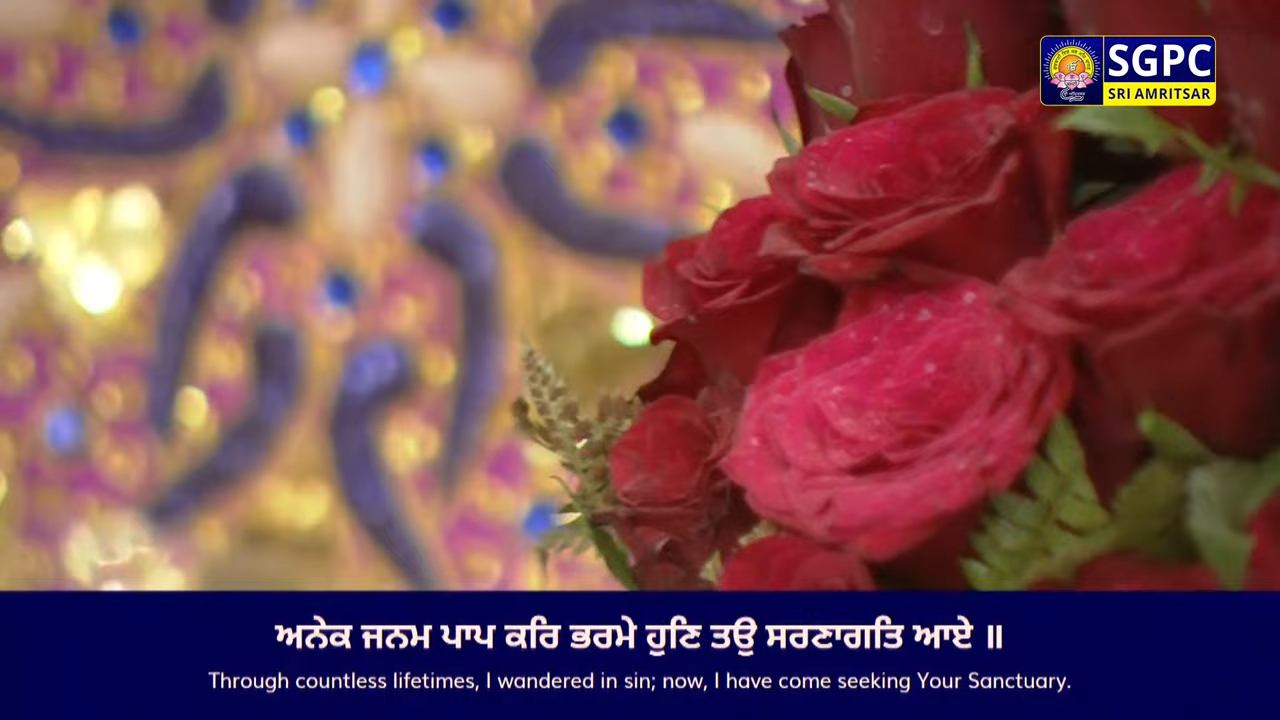 SGPC
SRI AMRITSAR
ਅਨੇਕ ਜਨਮ ਪਾਪ ਕਰਿ ਭਰਮੇ ਹੁਣਿ ਤਉ ਸਰਣਾਗਤਿ ਆਏ ॥
Through countless lifetimes, I wandered in sin; now, I have come seeking Your Sanctuary.